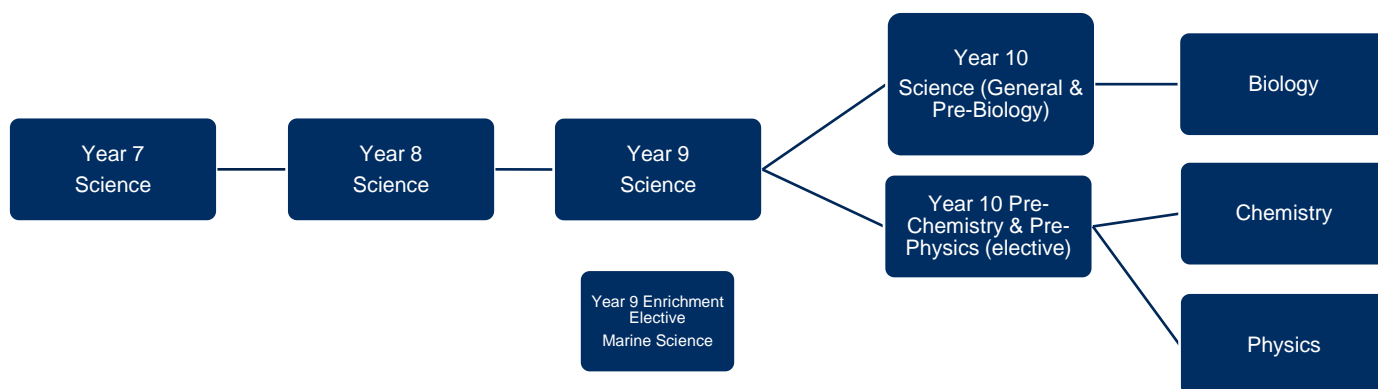 Year 7
Science
Year 8
Science
Year 9
Science
Year 9 Enrichment
Elective
Marine Science
Year 10
Science (General &
Pre-Biology)
Year 10 Pre-
Chemistry & Pre-
Physics (elective)
Biology
Chemistry
Physics